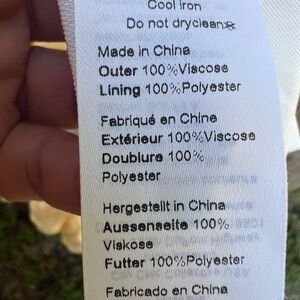 Cool iron
Do not dryclean
Made in China
Outer 100%Viscose
Lining 100%Polyester
Fabriqué en Chine
Extérieur 100%Viscose
Doublure 100%
Polyester
Hergestellt in China
Aussenseite 100%
Viskose
Futter 100%Polyester
Fabricado en China